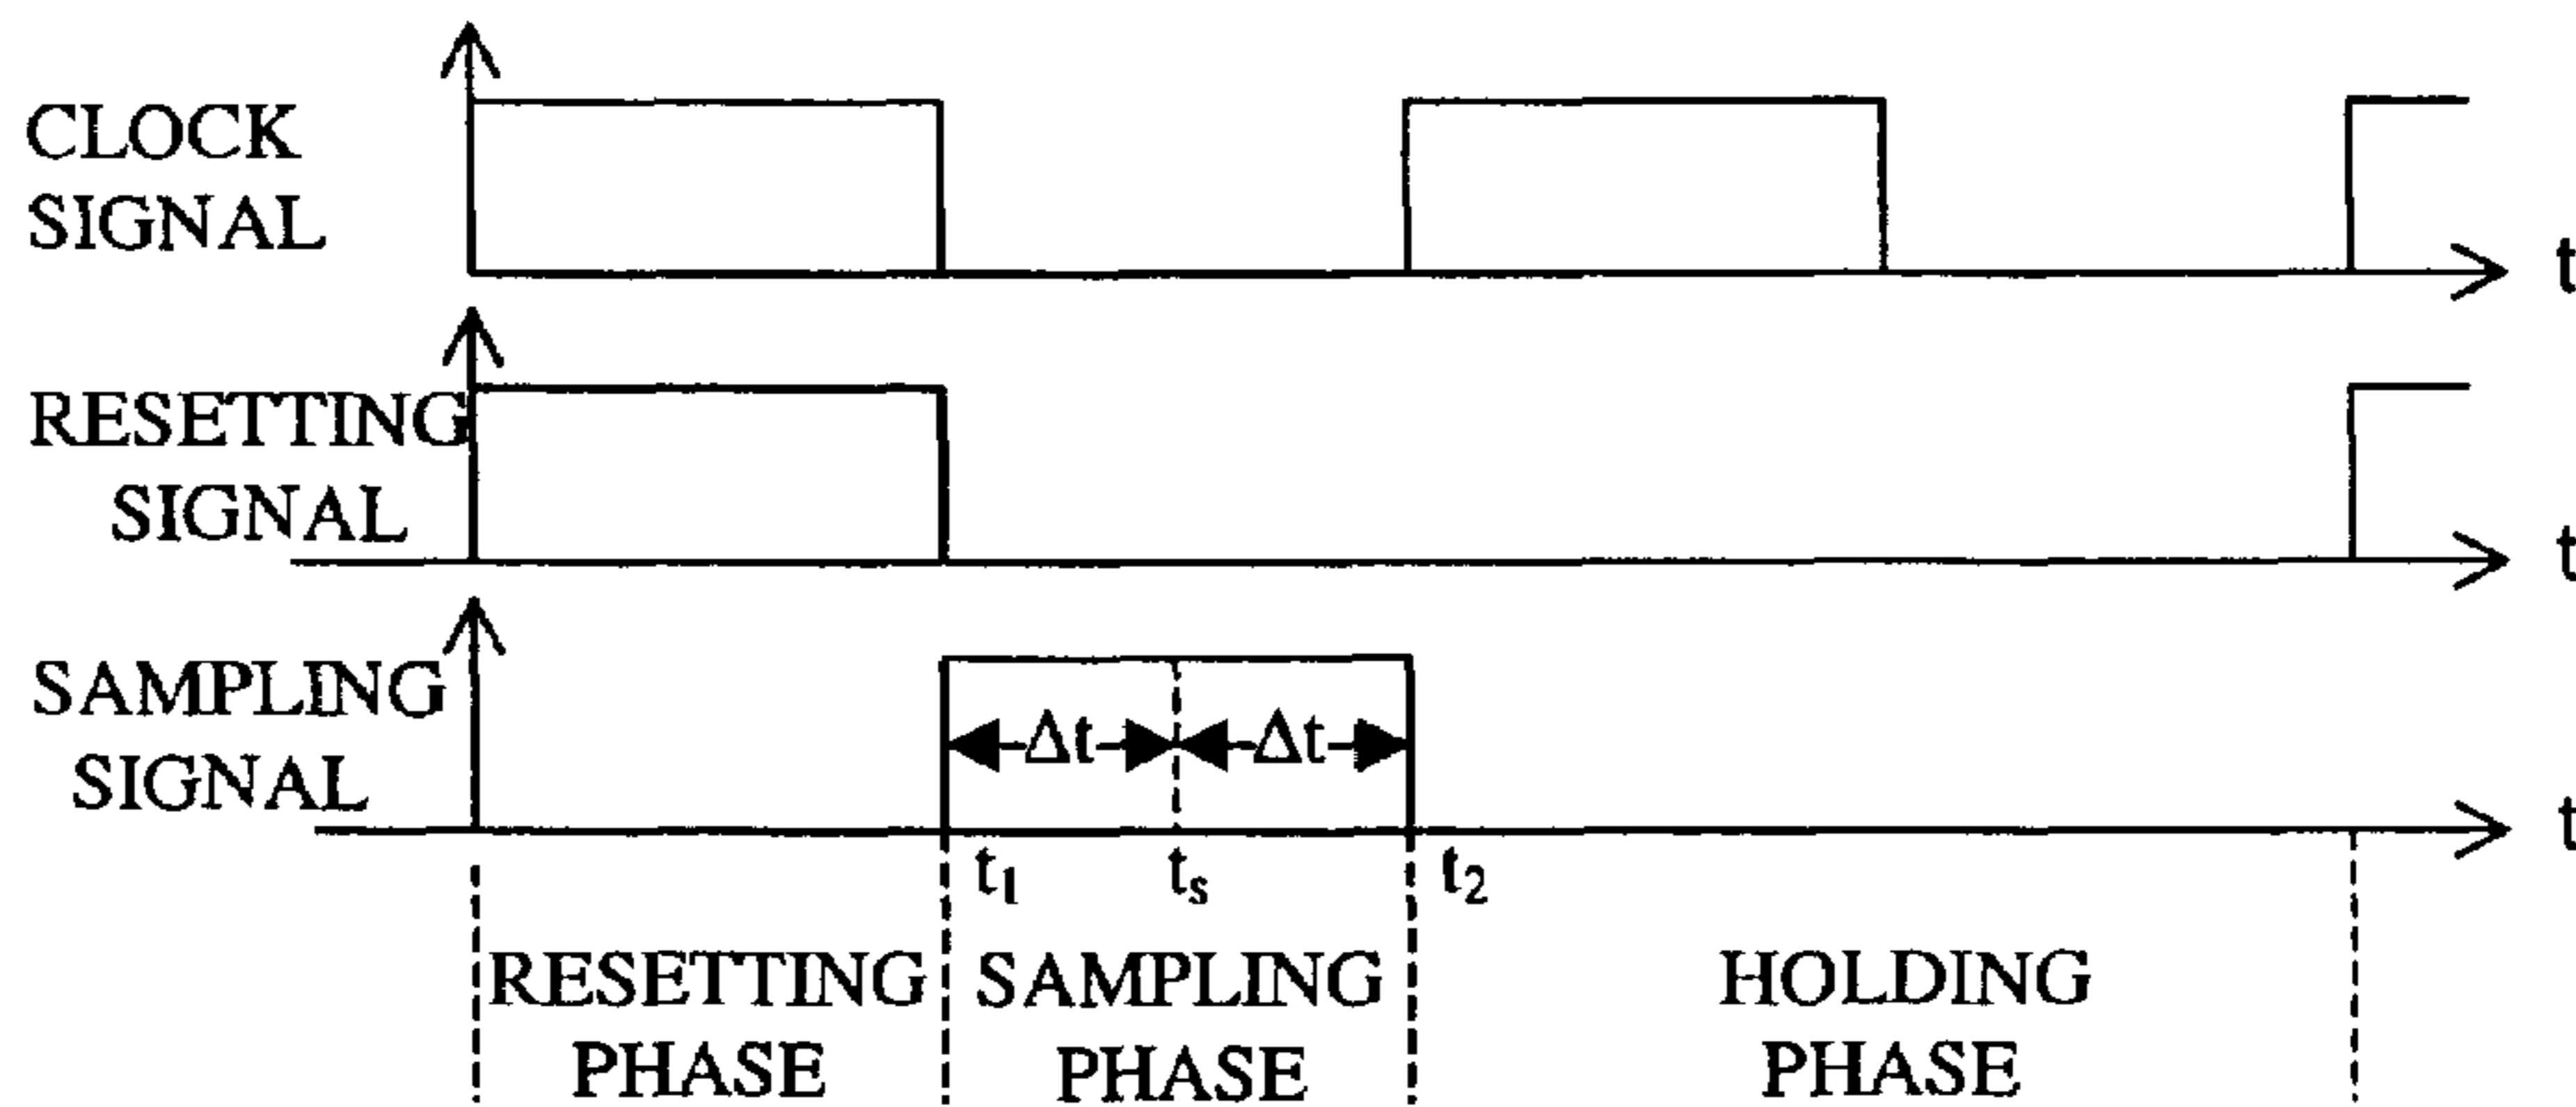 CLOCK
SIGNAL
t
RESETTING
SIGNAL
t
SAMPLING
SIGNAL
Δt Δt
t
t₁ tₛ t₂
RESETTING PHASE
SAMPLING PHASE
HOLDING PHASE